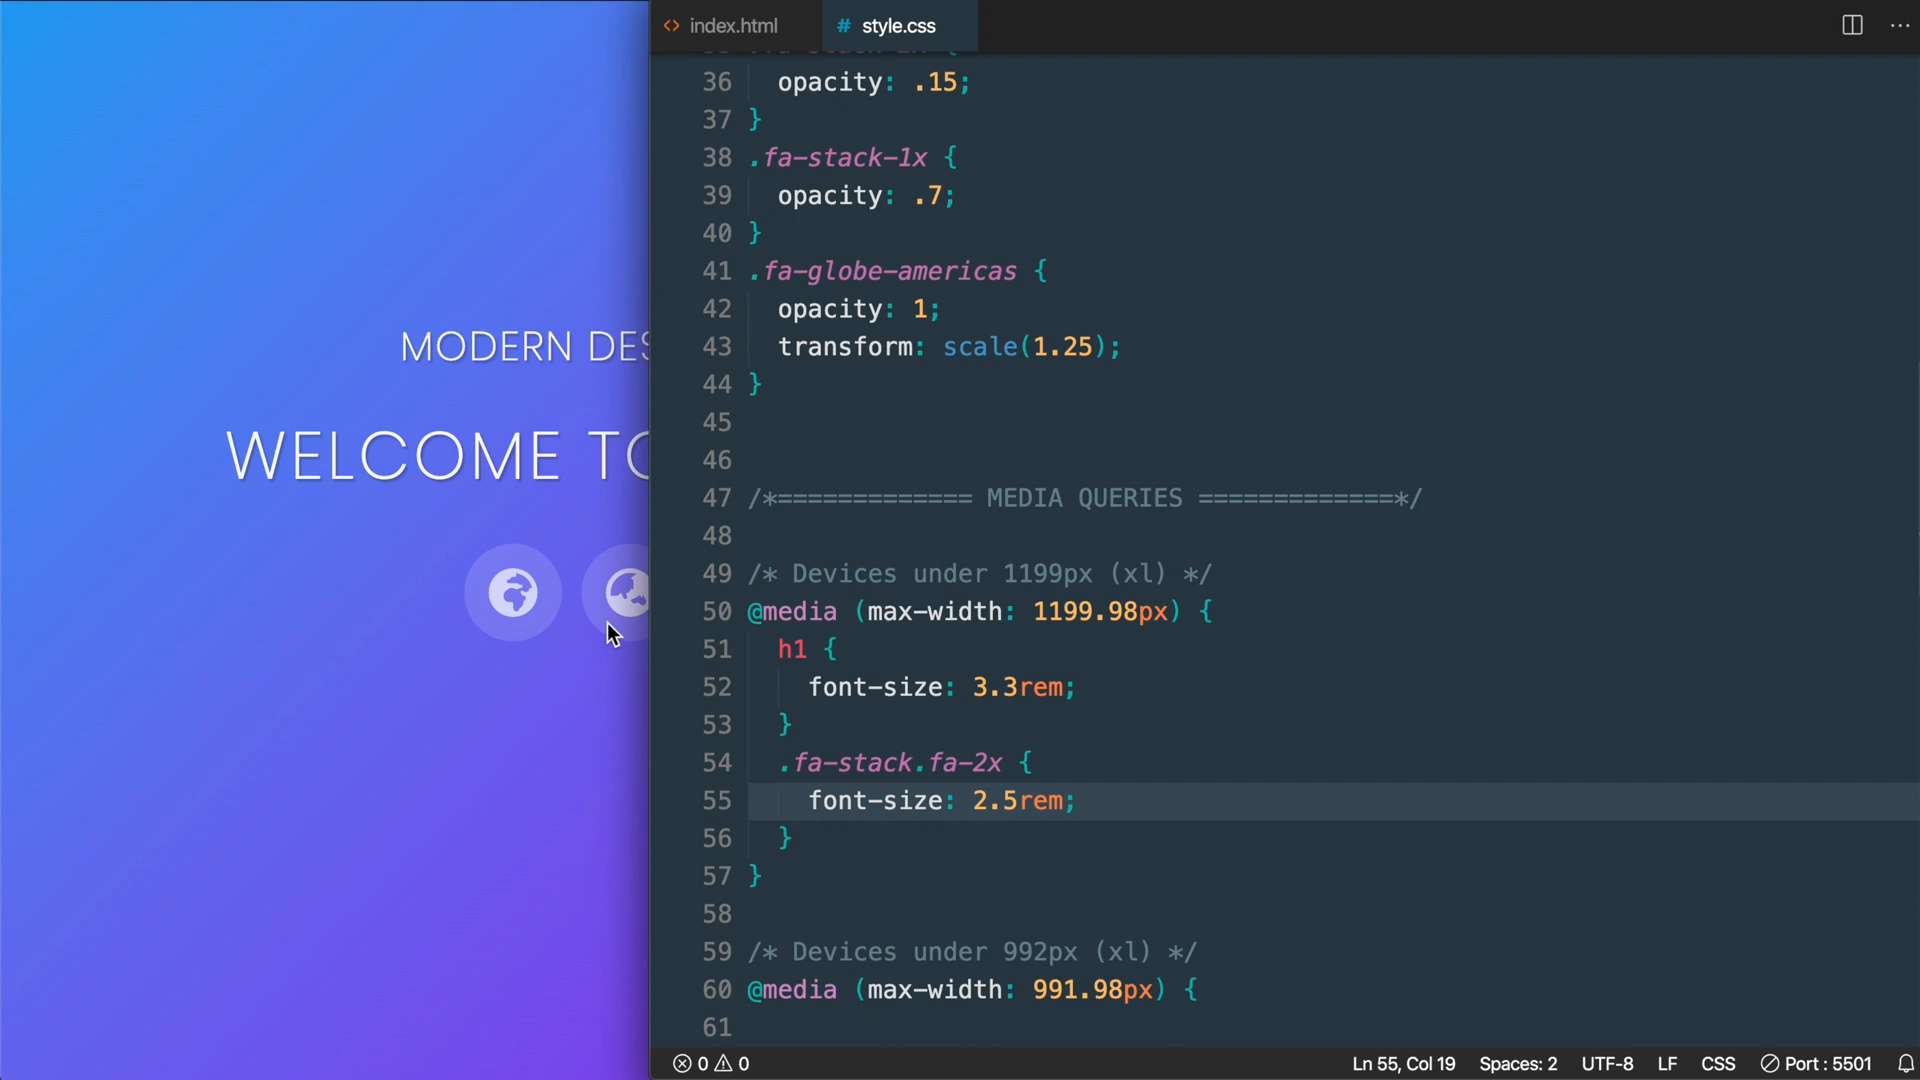 MODERN DES
WELCOME TO
<> index.html
# style.css
36 opacity: .15;
37 }
38 .fa-stack-1x {
39 opacity: .7;
40 }
41 .fa-globe-americas {
42 opacity: 1;
43 transform: scale(1.25);
44 }
45
46
47 /*============= MEDIA QUERIES =============*/
48
49 /* Devices under 1199px (xl) */
50 @media (max-width: 1199.98px) {
51 h1 {
52 font-size: 3.3rem;
53 }
54 .fa-stack.fa-2x {
55 font-size: 2.5rem;
56 }
57 }
58
59 /* Devices under 992px (xl) */
60 @media (max-width: 991.98px) {
61
0 0 Ln 55, Col 19 Spaces: 2 UTF-8 LF CSS Port : 5501